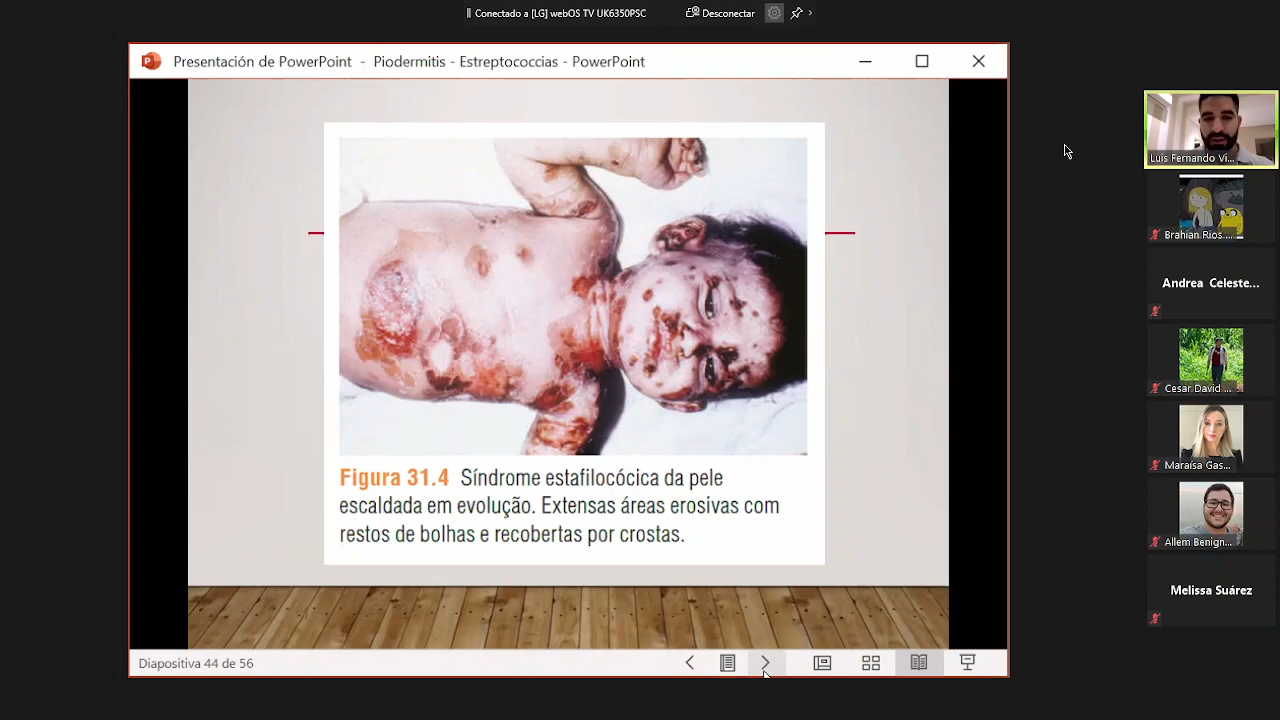 Conectado a [LG] webOS TV UK6350PSC
Desconectar
Presentación de PowerPoint - Piodermitis - Estreptococcias - PowerPoint
Figura 31.4 Síndrome estafilocócica da pele
escaldada em evolução. Extensas áreas erosivas com
restos de bolhas e recobertas por crostas.
Diapositiva 44 de 56
Luis Fernando Vi...
Brahian Rios...
Andrea Celeste...
Cesar David ...
Maraísa Gas...
Allem Benign...
Melissa Suárez